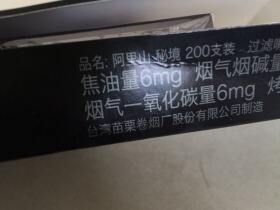 品名: 阿里山·秘境 200支装 过滤嘴
焦油量6mg 烟气烟碱量
烟气一氧化碳量6mg 烤
台湾苗栗卷烟厂股份有限公司制造